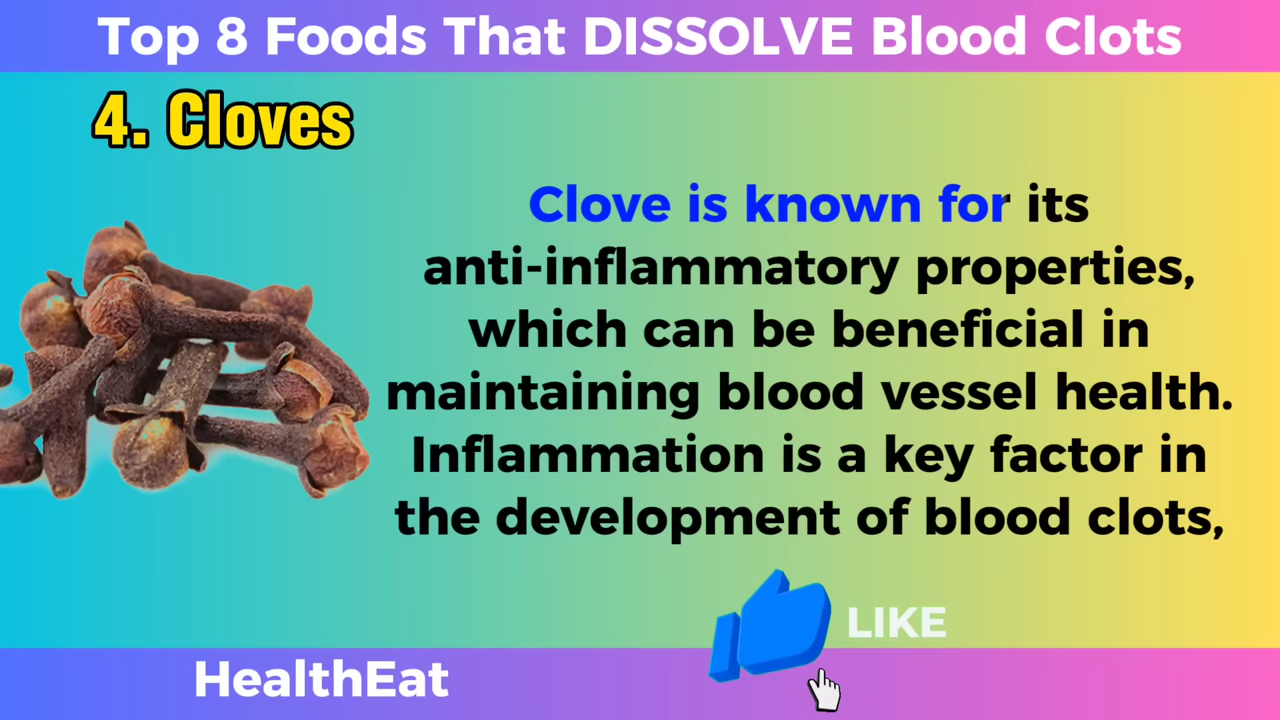 Top 8 Foods That DISSOLVE Blood Clots
4. Cloves
Clove is known for its
anti-inflammatory properties,
which can be beneficial in
maintaining blood vessel health.
Inflammation is a key factor in
the development of blood clots,
LIKE
HealthEat